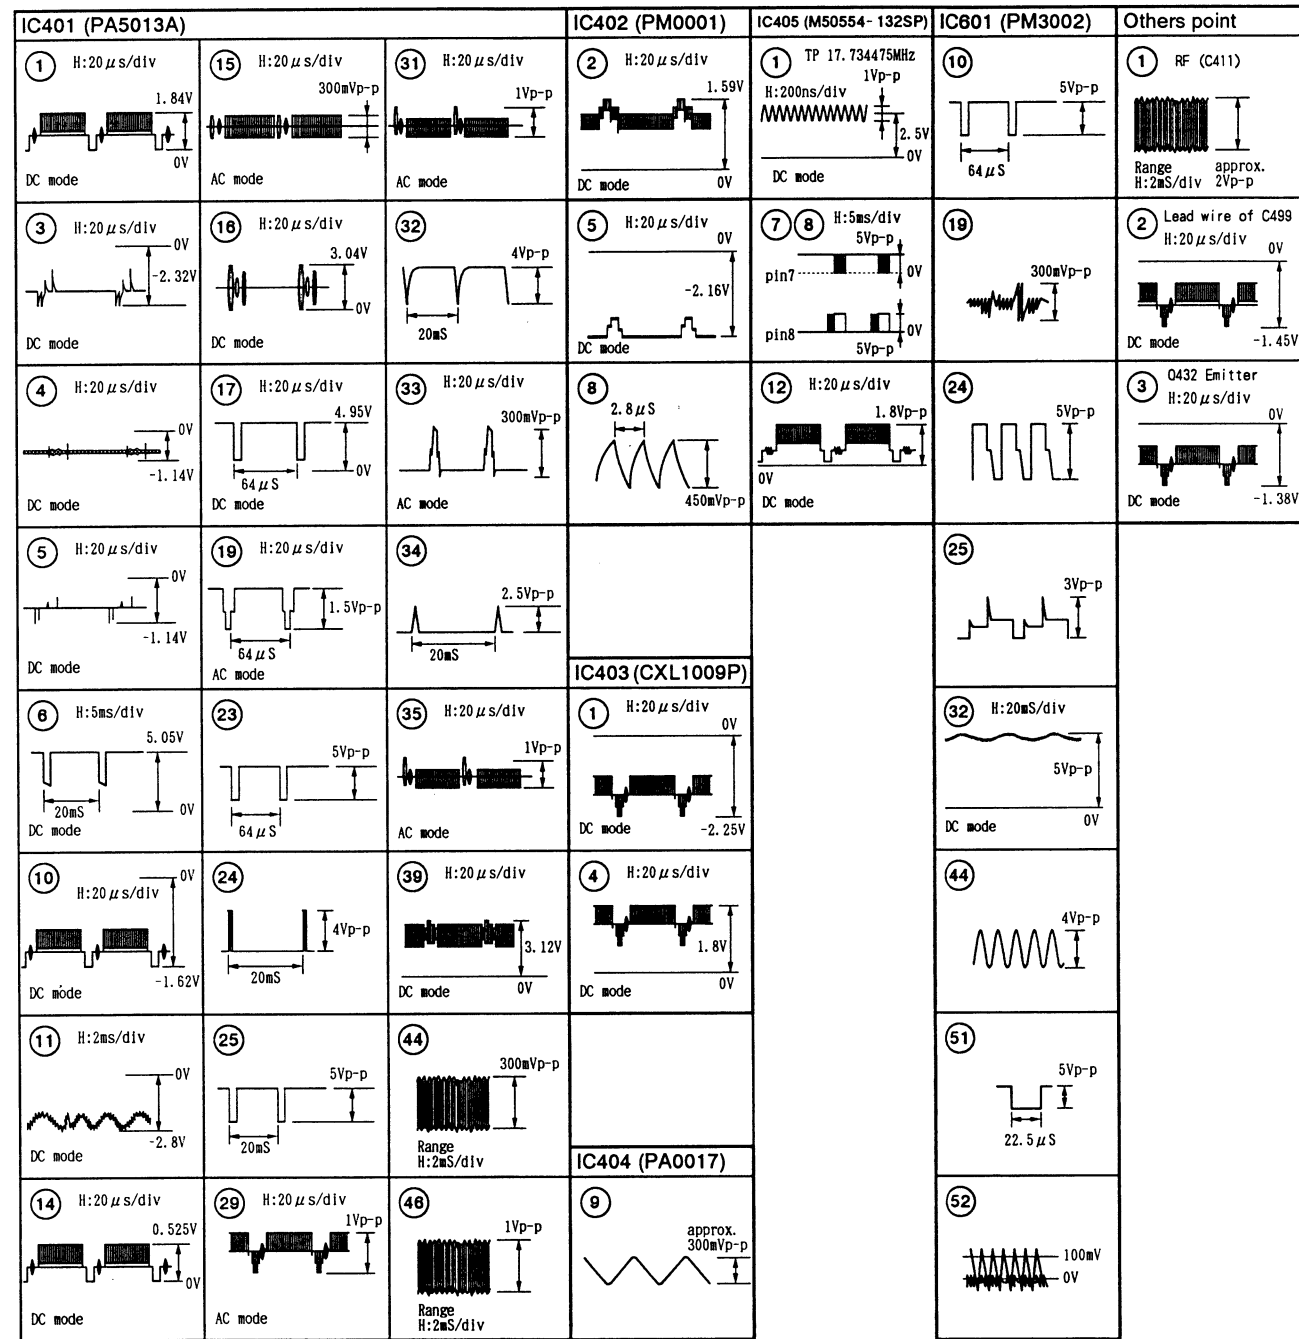 IC401 (PA5013A)
1 H:20μs/div
1.84V
0V
DC mode
15 H:20μs/div
300mVp-p
AC mode
31 H:20μs/div
1Vp-p
AC mode
3 H:20μs/div
0V
-2.32V
DC mode
16 H:20μs/div
3.04V
0V
DC mode
32
4Vp-p
20mS
4 H:20μs/div
0V
-1.14V
DC mode
17 H:20μs/div
4.95V
0V
64μS
DC mode
33 H:20μs/div
300mVp-p
AC mode
5 H:20μs/div
0V
-1.14V
DC mode
19 H:20μs/div
1.5Vp-p
64μS
AC mode
34
2.5Vp-p
20mS
6 H:5ms/div
5.05V
20mS
0V
DC mode
23
5Vp-p
64μS
35 H:20μs/div
1Vp-p
AC mode
10 H:20μs/div
0V
-1.62V
DC mode
24
4Vp-p
20mS
39 H:20μs/div
3.12V
0V
DC mode
11 H:2ms/div
0V
-2.8V
DC mode
25
5Vp-p
20mS
44
300mVp-p
Range
H:2mS/div
14 H:20μs/div
0.525V
0V
DC mode
29 H:20μs/div
1Vp-p
AC mode
46
1Vp-p
Range
H:2mS/div
IC402 (PM0001)
2 H:20μs/div
1.59V
0V
DC mode
5 H:20μs/div
0V
-2.16V
DC mode
8
2.8μS
450mVp-p
IC403 (CXL1009P)
1 H:20μs/div
0V
DC mode -2.25V
4 H:20μs/div
1.8V
0V
DC mode
IC404 (PA0017)
9
approx.
300mVp-p
IC405 (M50554-132SP)
1 TP 17.734475MHz
1Vp-p
H:200ns/div
2.5V
0V
DC mode
7 8 H:5ms/div
5Vp-p
pin7 0V
pin8 0V
5Vp-p
12 H:20μs/div
1.8Vp-p
0V
DC mode
IC601 (PM3002)
10
5Vp-p
64μS
19
300mVp-p
24
5Vp-p
25
3Vp-p
32 H:20mS/div
5Vp-p
0V
DC mode
44
4Vp-p
51
5Vp-p
22.5μS
52
100mV
0V
Others point
1 RF (C411)
Range approx.
H:2mS/div 2Vp-p
2 Lead wire of C499
H:20μs/div
0V
DC mode -1.45V
3 Q432 Emitter
H:20μs/div
0V
DC mode -1.38V